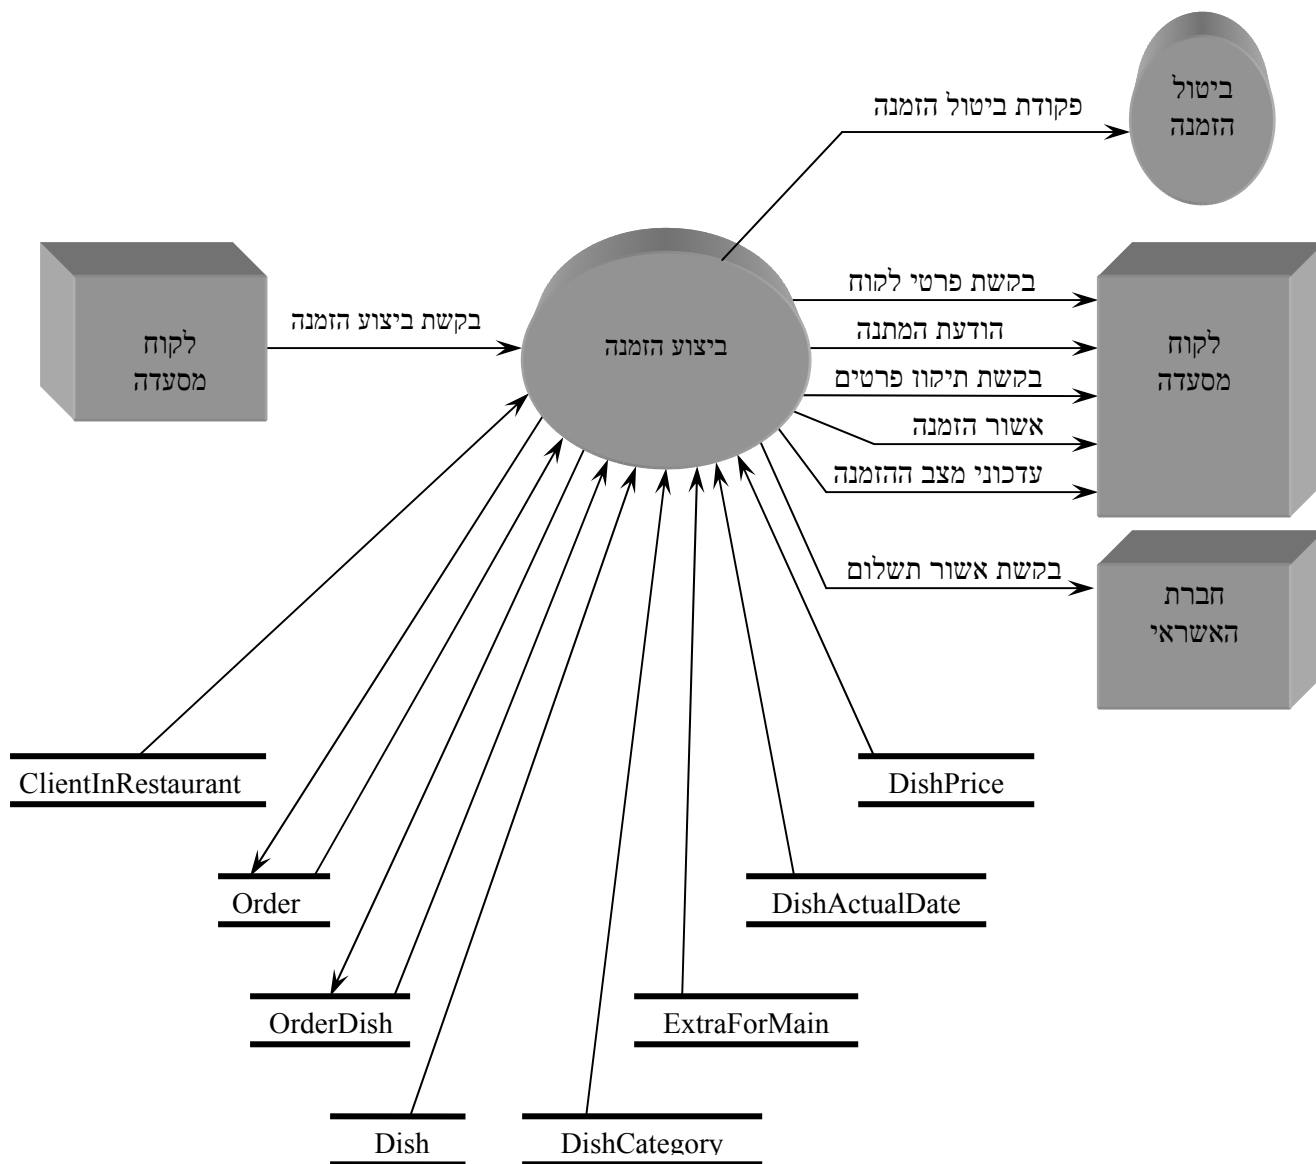 ביטול
הזמנה
פקודת ביטול הזמנה
לקוח
מסעדה
בקשת ביצוע הזמנה
ביצוע הזמנה
בקשת פרטי לקוח
הודעת המתנה
בקשת תיקון פרטים
אשור הזמנה
עדכוני מצב ההזמנה
לקוח
מסעדה
בקשת אשור תשלום
חברת
האשראי
ClientInRestaurant
DishPrice
Order
DishActualDate
OrderDish
ExtraForMain
Dish
DishCategory